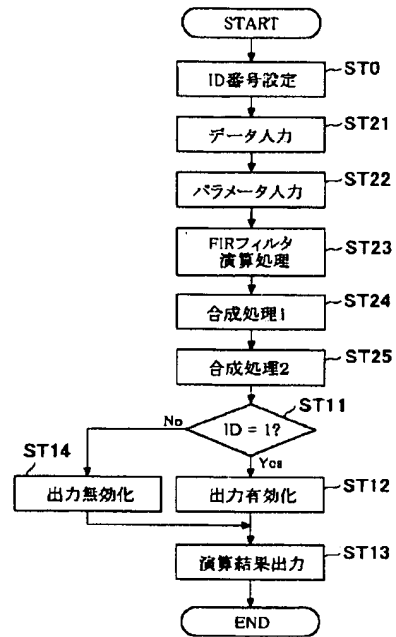 START
ID番号設定
ST0
データ入力
ST21
パラメータ入力
ST22
FIRフィルタ
演算処理
ST23
合成処理1
ST24
合成処理2
ST25
ID = 1?
ST11
No
Yes
出力無効化
ST14
出力有効化
ST12
演算結果出力
ST13
END